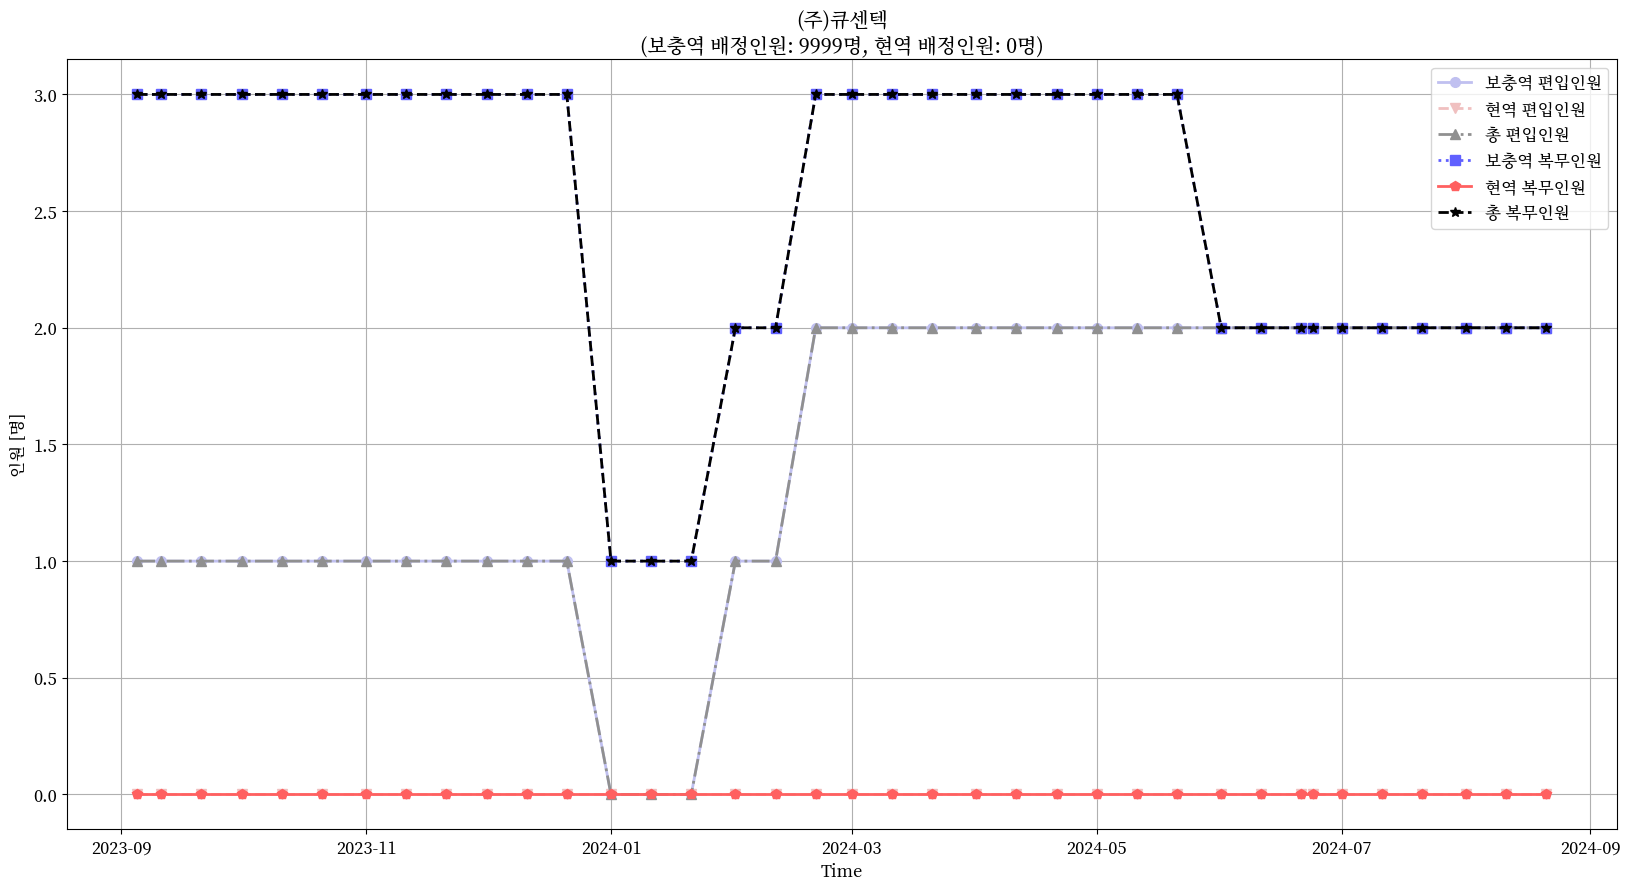 (주)큐센텍
(보충역 배정인원: 9999명, 현역 배정인원: 0명)
보충역 편입인원
현역 편입인원
총 편입인원
보충역 복무인원
현역 복무인원
총 복무인원
인원 [명]
3.0
2.5
2.0
1.5
1.0
0.5
0.0
2023-09 2023-11 2024-01 2024-03 2024-05 2024-07 2024-09
Time